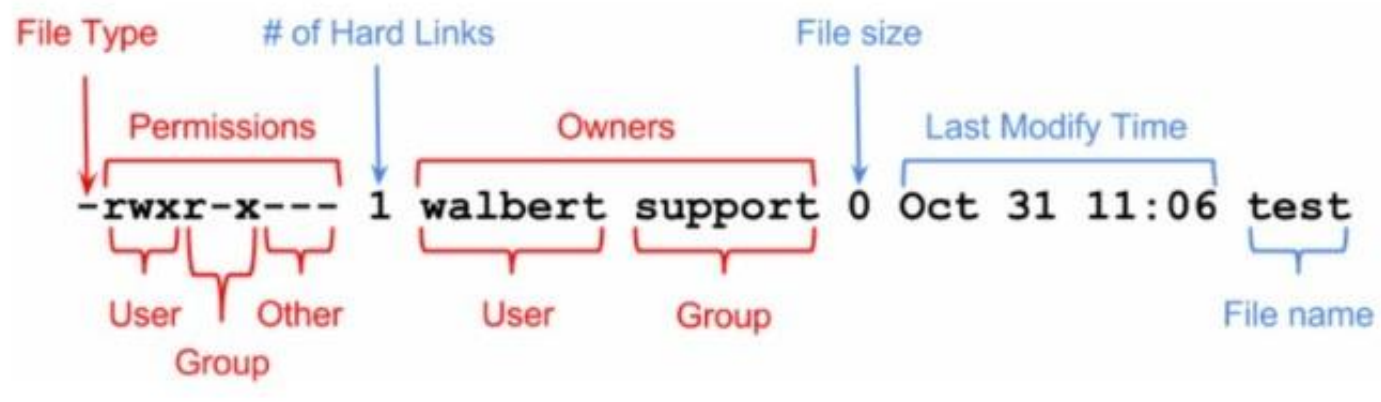 File Type # of Hard Links File size
Permissions Owners Last Modify Time
-rwxr-x--- 1 walbert support 0 Oct 31 11:06 test
User Other User Group File name
Group